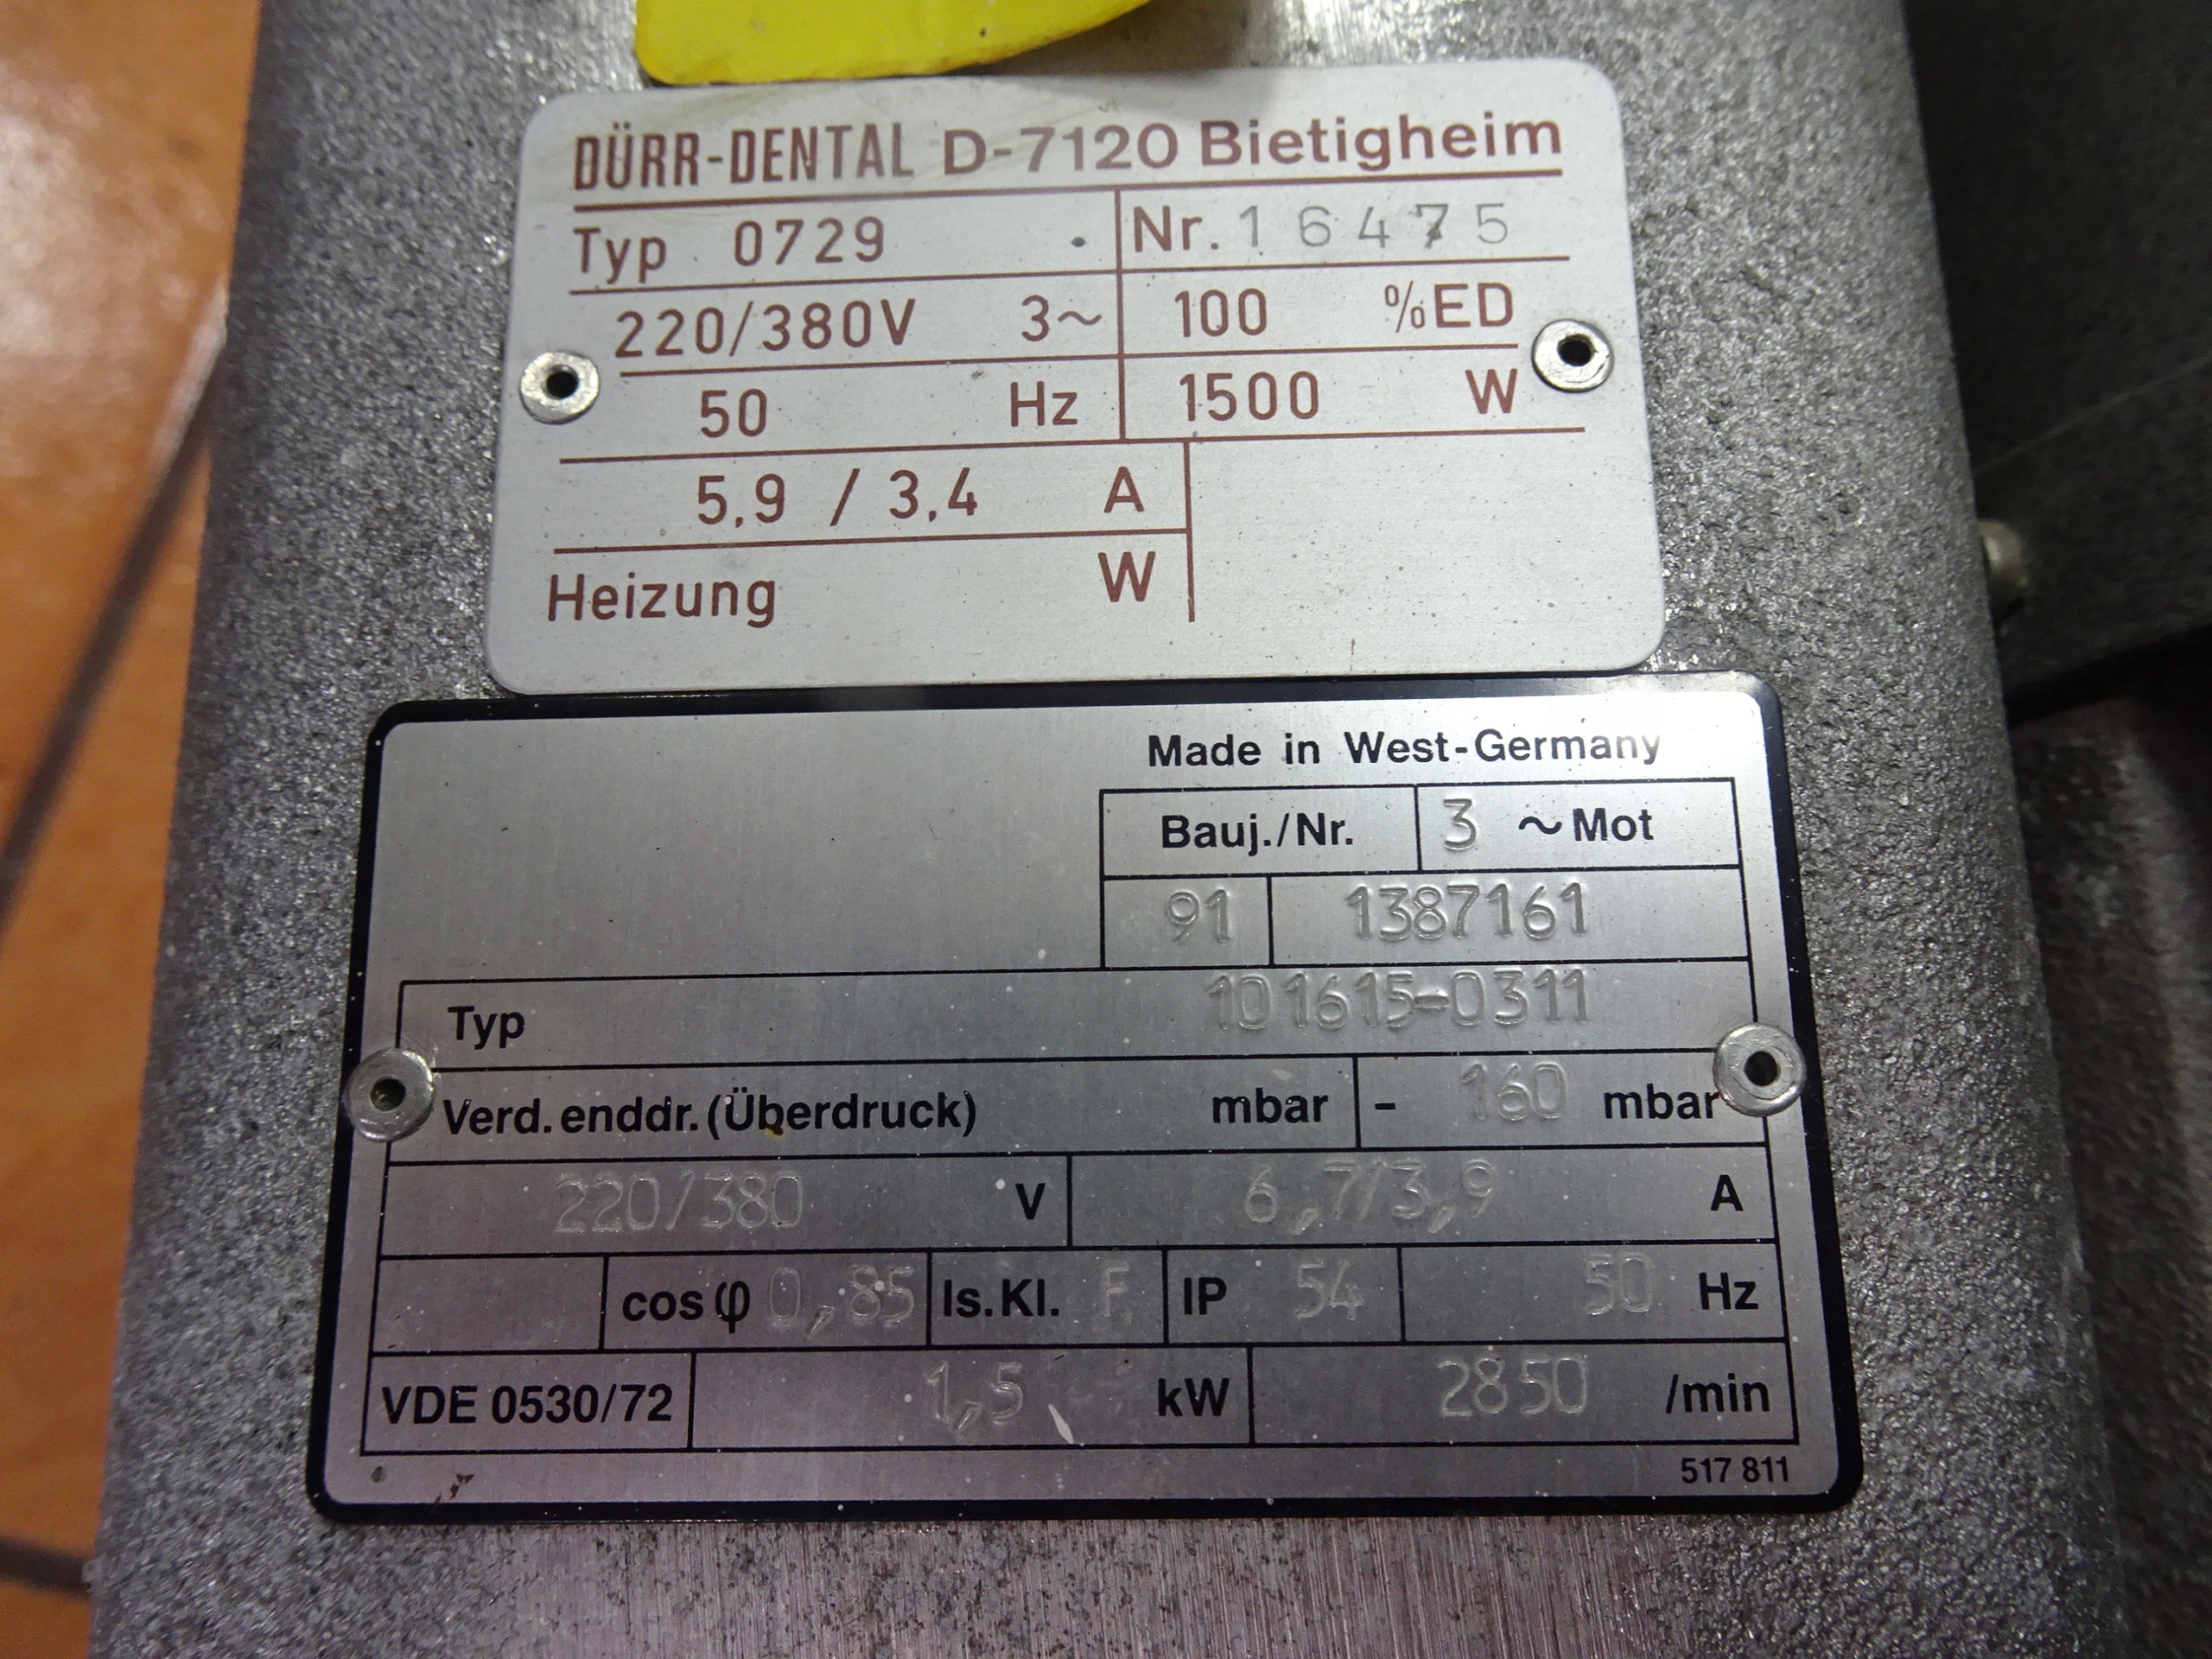 DÜRR-DENTAL D-7120 Bietigheim
Typ 0729 Nr. 16475
220/380V 3~ 100 %ED
50 Hz 1500 W
5,9 / 3,4 A
Heizung W
Made in West-Germany
Bauj./Nr. 3 ~ Mot
91 1387161
Typ 101615-0311
Verd.enddr.(Überdruck) mbar - 160 mbar
220/380 V 6,7/3,9 A
cos φ 0,85 Is.Kl. F IP 54 50 Hz
VDE 0530/72 1,5 kW 2850 /min
517 811